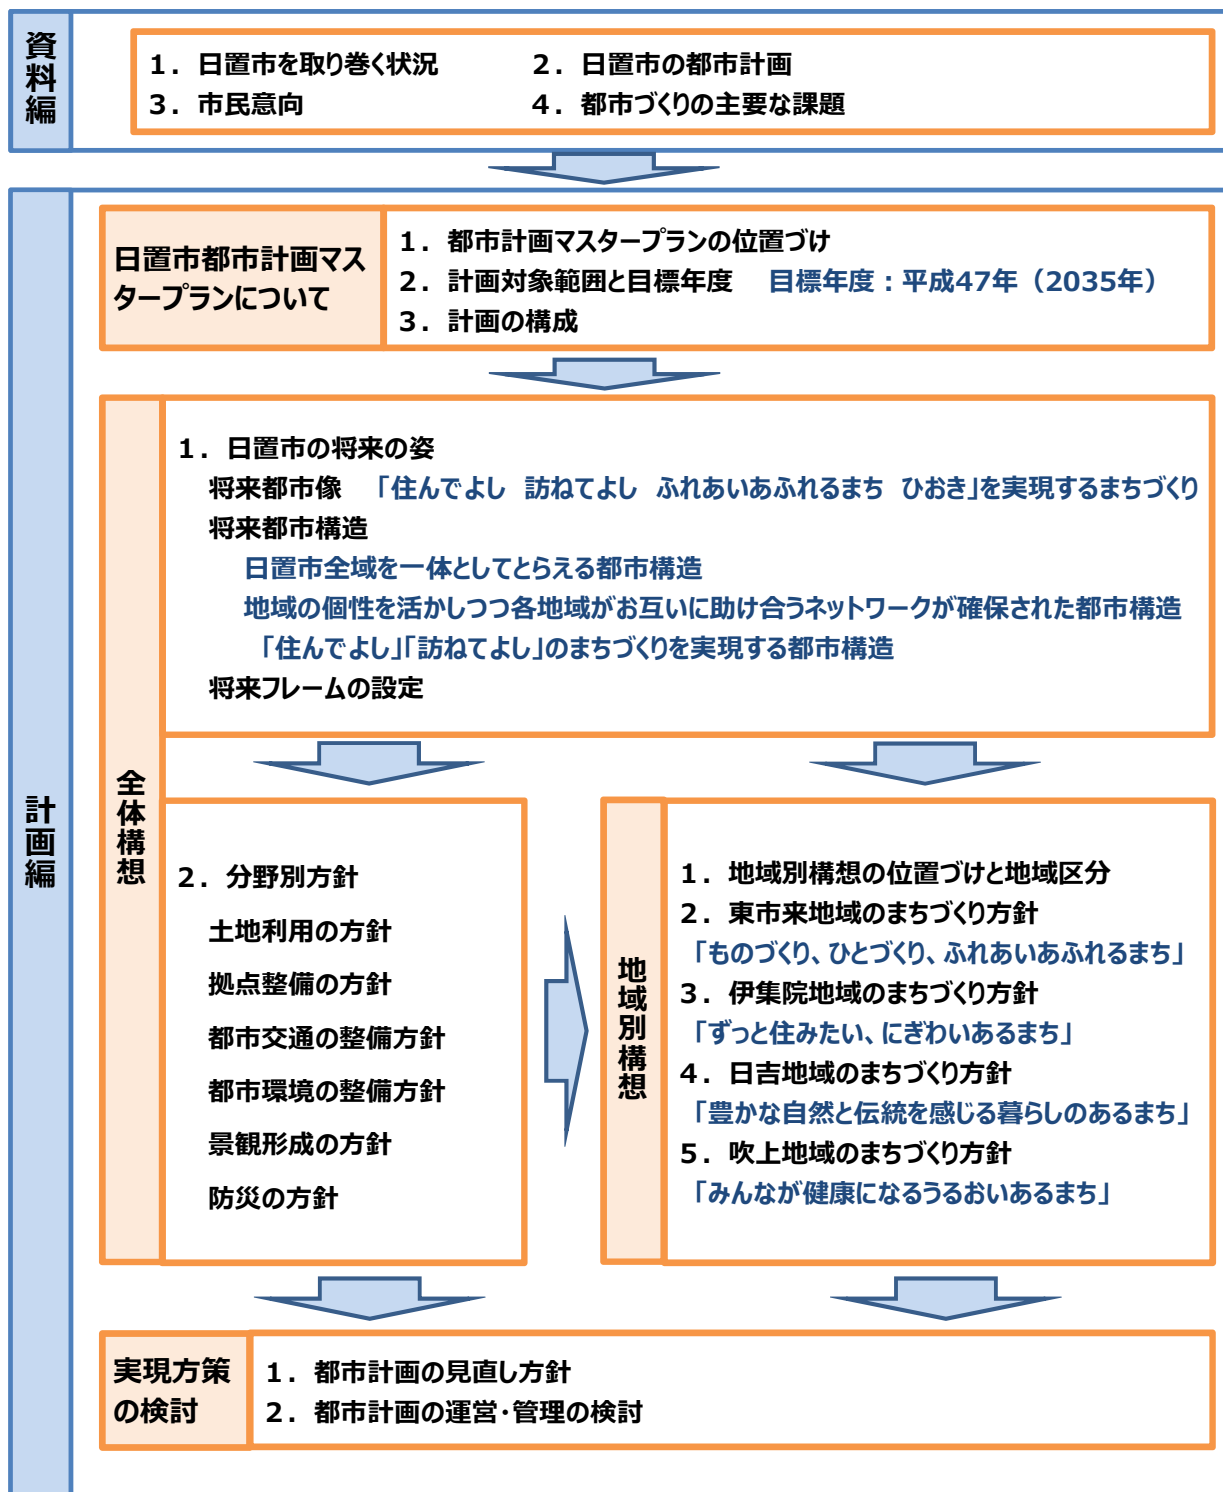 資料編
1．日置市を取り巻く状況 2．日置市の都市計画
3．市民意向 4．都市づくりの主要な課題
計画編
日置市都市計画マス
タープランについて
1．都市計画マスタープランの位置づけ
2．計画対象範囲と目標年度 目標年度：平成47年（2035年）
3．計画の構成
全体構想
1．日置市の将来の姿
将来都市像 「住んでよし 訪ねてよし ふれあいあふれるまち ひおき」を実現するまちづくり
将来都市構造
日置市全域を一体としてとらえる都市構造
地域の個性を活かしつつ各地域がお互いに助け合うネットワークが確保された都市構造
「住んでよし」「訪ねてよし」のまちづくりを実現する都市構造
将来フレームの設定
2．分野別方針
土地利用の方針
拠点整備の方針
都市交通の整備方針
都市環境の整備方針
景観形成の方針
防災の方針
地域別構想
1．地域別構想の位置づけと地域区分
2．東市来地域のまちづくり方針
「ものづくり、ひとづくり、ふれあいあふれるまち」
3．伊集院地域のまちづくり方針
「ずっと住みたい、にぎわいあるまち」
4．日吉地域のまちづくり方針
「豊かな自然と伝統を感じる暮らしのあるまち」
5．吹上地域のまちづくり方針
「みんなが健康になるうるおいあるまち」
実現方策
の検討
1．都市計画の見直し方針
2．都市計画の運営・管理の検討